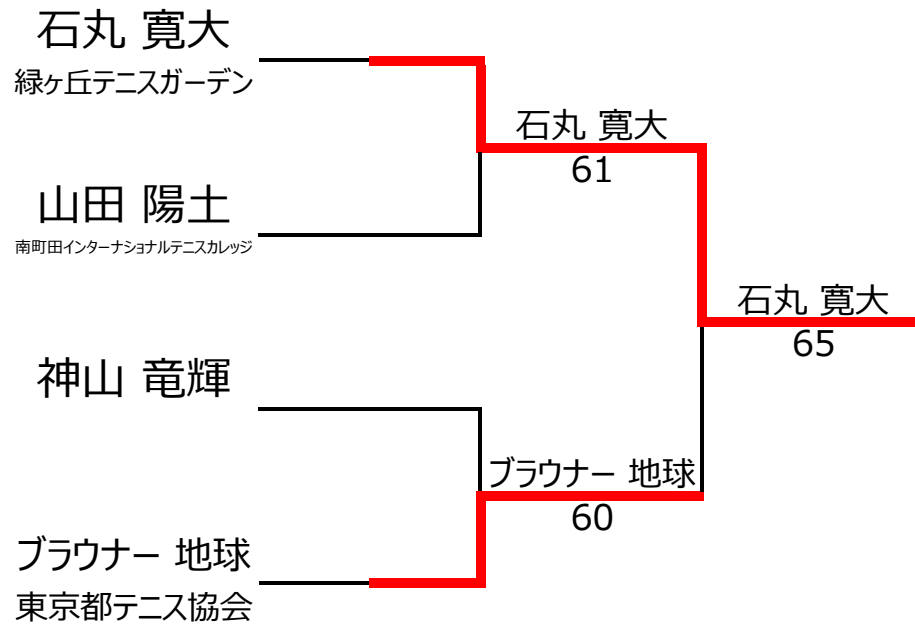 石丸 寛大
緑ヶ丘テニスガーデン
石丸 寛大
61
山田 陽土
南町田インターナショナルテニスカレッジ
石丸 寛大
65
神山 竜輝
ブラウナー 地球
60
ブラウナー 地球
東京都テニス協会